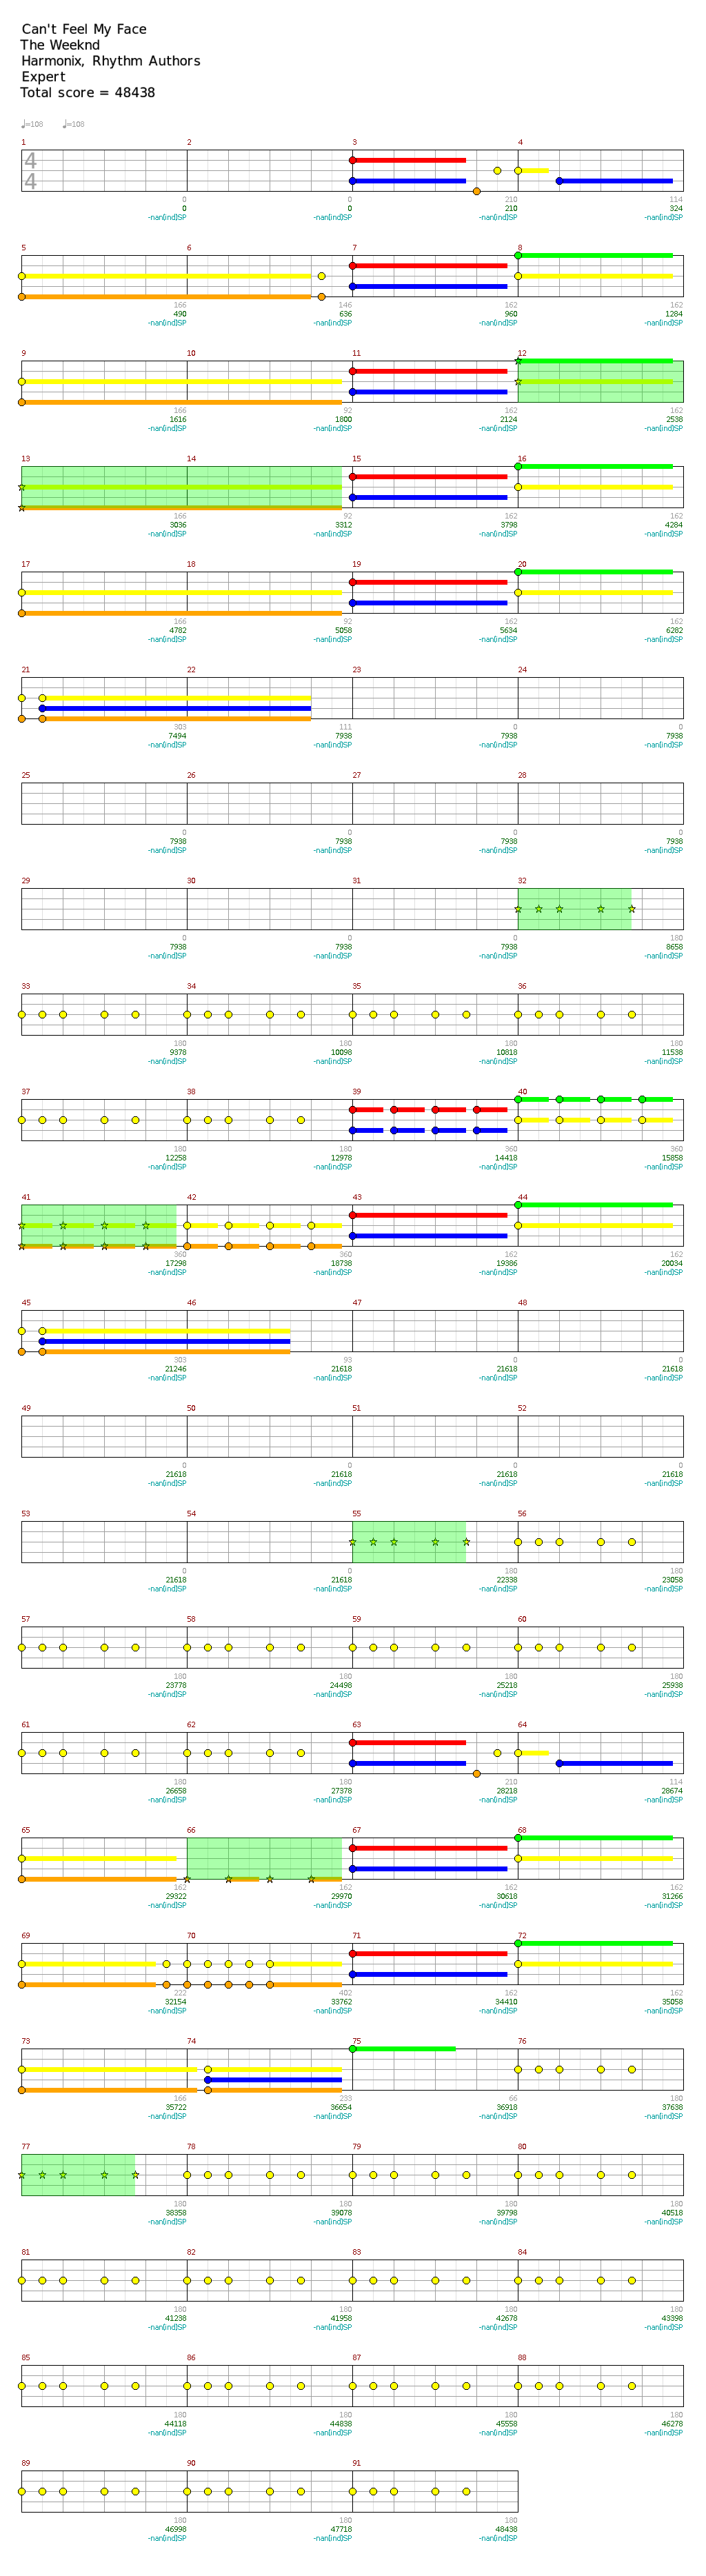 Can't Feel My Face
The Weeknd
Harmonix, Rhythm Authors
Expert
Total score = 48438
♩=108 ♩=108
1 2 3 4
4
4
0 0 210 114
0 0 210 324
-nan(ind)SP -nan(ind)SP -nan(ind)SP -nan(ind)SP
5 6 7 8
166 146 162 162
490 636 960 1284
-nan(ind)SP -nan(ind)SP -nan(ind)SP -nan(ind)SP
9 10 11 12
166 92 162 162
1616 1800 2124 2538
-nan(ind)SP -nan(ind)SP -nan(ind)SP -nan(ind)SP
13 14 15 16
166 92 162 162
3036 3312 3798 4284
-nan(ind)SP -nan(ind)SP -nan(ind)SP -nan(ind)SP
17 18 19 20
166 92 162 162
4782 5058 5634 6282
-nan(ind)SP -nan(ind)SP -nan(ind)SP -nan(ind)SP
21 22 23 24
303 111 0 0
7494 7938 7938 7938
-nan(ind)SP -nan(ind)SP -nan(ind)SP -nan(ind)SP
25 26 27 28
0 0 0 0
7938 7938 7938 7938
-nan(ind)SP -nan(ind)SP -nan(ind)SP -nan(ind)SP
29 30 31 32
0 0 0 180
7938 7938 7938 8658
-nan(ind)SP -nan(ind)SP -nan(ind)SP -nan(ind)SP
33 34 35 36
180 180 180 180
9378 10098 10818 11538
-nan(ind)SP -nan(ind)SP -nan(ind)SP -nan(ind)SP
37 38 39 40
180 180 360 360
12258 12978 14418 15858
-nan(ind)SP -nan(ind)SP -nan(ind)SP -nan(ind)SP
41 42 43 44
360 360 162 162
17298 18738 19386 20034
-nan(ind)SP -nan(ind)SP -nan(ind)SP -nan(ind)SP
45 46 47 48
303 93 0 0
21246 21618 21618 21618
-nan(ind)SP -nan(ind)SP -nan(ind)SP -nan(ind)SP
49 50 51 52
0 0 0 0
21618 21618 21618 21618
-nan(ind)SP -nan(ind)SP -nan(ind)SP -nan(ind)SP
53 54 55 56
0 0 180 180
21618 21618 22338 23058
-nan(ind)SP -nan(ind)SP -nan(ind)SP -nan(ind)SP
57 58 59 60
180 180 180 180
23778 24498 25218 25938
-nan(ind)SP -nan(ind)SP -nan(ind)SP -nan(ind)SP
61 62 63 64
180 180 210 114
26658 27378 28218 28674
-nan(ind)SP -nan(ind)SP -nan(ind)SP -nan(ind)SP
65 66 67 68
162 162 162 162
29322 29970 30618 31266
-nan(ind)SP -nan(ind)SP -nan(ind)SP -nan(ind)SP
69 70 71 72
222 402 162 162
32154 33762 34410 35058
-nan(ind)SP -nan(ind)SP -nan(ind)SP -nan(ind)SP
73 74 75 76
166 233 66 180
35722 36654 36918 37638
-nan(ind)SP -nan(ind)SP -nan(ind)SP -nan(ind)SP
77 78 79 80
180 180 180 180
38358 39078 39798 40518
-nan(ind)SP -nan(ind)SP -nan(ind)SP -nan(ind)SP
81 82 83 84
180 180 180 180
41238 41958 42678 43398
-nan(ind)SP -nan(ind)SP -nan(ind)SP -nan(ind)SP
85 86 87 88
180 180 180 180
44118 44838 45558 46278
-nan(ind)SP -nan(ind)SP -nan(ind)SP -nan(ind)SP
89 90 91
180 180 180
46998 47718 48438
-nan(ind)SP -nan(ind)SP -nan(ind)SP